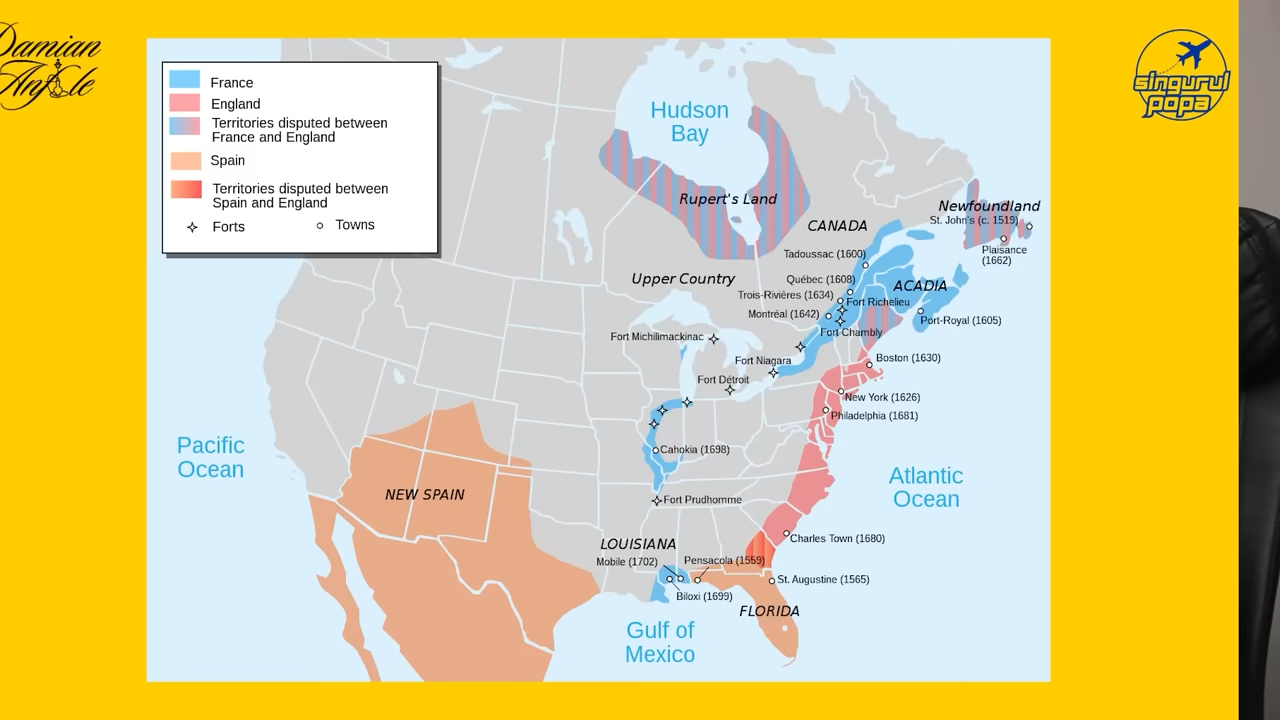 Damian
Anfole
singurul
popa
France
England
Territories disputed between
France and England
Spain
Territories disputed between
Spain and England
Forts
Towns
Hudson
Bay
Rupert's Land
Newfoundland
St. John's (c. 1519)
Plaisance
(1662)
CANADA
Tadoussac (1600)
Upper Country
Québec (1608)
ACADIA
Trois-Rivières (1634)
Fort Richelieu
Montréal (1642)
Port-Royal (1605)
Fort Chambly
Fort Michilimackinac
Fort Niagara
Boston (1630)
Fort Détroit
New York (1626)
Philadelphia (1681)
Pacific
Ocean
Cahokia (1698)
Atlantic
Ocean
NEW SPAIN
Fort Prudhomme
Charles Town (1680)
LOUISIANA
Mobile (1702)
Pensacola (1559)
St. Augustine (1565)
Biloxi (1699)
FLORIDA
Gulf of
Mexico